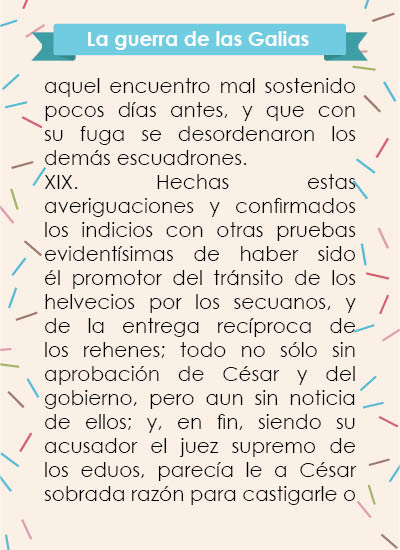 La guerra de las Galias
aquel encuentro mal sostenido
pocos días antes, y que con
su fuga se desordenaron los
demás escuadrones.
XIX. Hechas estas
averiguaciones y confirmados
los indicios con otras pruebas
evidentísimas de haber sido
él promotor del tránsito de los
helvecios por los secuanos, y
de la entrega recíproca de
los rehenes; todo no sólo sin
aprobación de César y del
gobierno, pero aun sin noticia
de ellos; y, en fin, siendo su
acusador el juez supremo de
los eduos, parecía le a César
sobrada razón para castigarle o